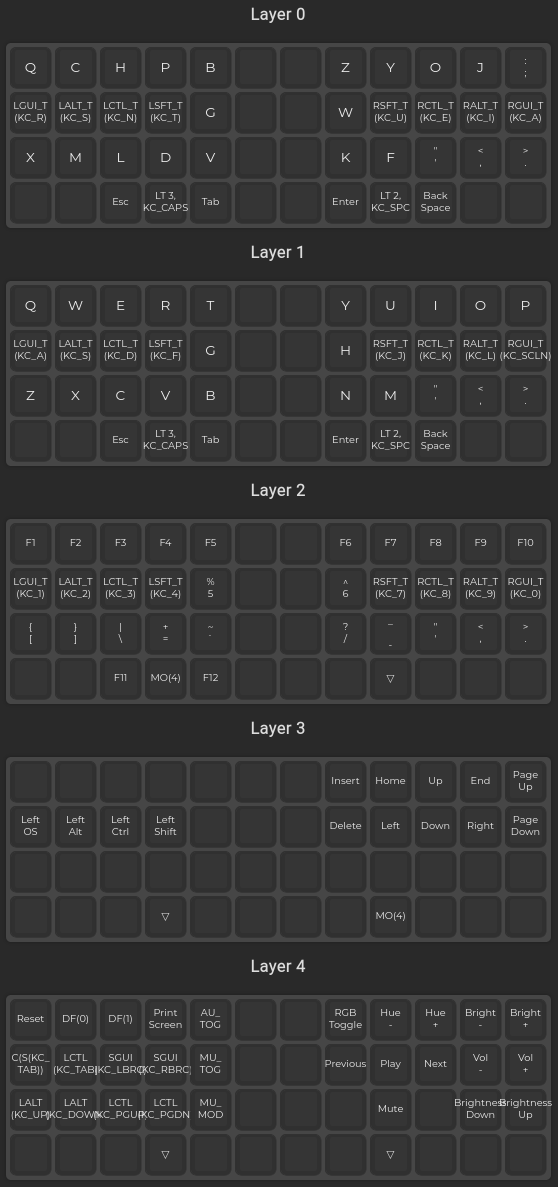 Layer 0
Q C H P B Z Y O J : ;
LGUI_T (KC_R) LALT_T (KC_S) LCTL_T (KC_N) LSFT_T (KC_T) G W RSFT_T (KC_U) RCTL_T (KC_E) RALT_T (KC_I) RGUI_T (KC_A)
X M L D V K F " ' < , > .
Esc LT 3, KC_CAPS Tab Enter LT 2, KC_SPC Back Space
Layer 1
Q W E R T Y U I O P
LGUI_T (KC_A) LALT_T (KC_S) LCTL_T (KC_D) LSFT_T (KC_F) G H RSFT_T (KC_J) RCTL_T (KC_K) RALT_T (KC_L) RGUI_T (KC_SCLN)
Z X C V B N M " ' < , > .
Esc LT 3, KC_CAPS Tab Enter LT 2, KC_SPC Back Space
Layer 2
F1 F2 F3 F4 F5 F6 F7 F8 F9 F10
LGUI_T (KC_1) LALT_T (KC_2) LCTL_T (KC_3) LSFT_T (KC_4) % 5 ^ 6 RSFT_T (KC_7) RCTL_T (KC_8) RALT_T (KC_9) RGUI_T (KC_0)
{ [ } ] | \ + = ~ ` ? / _ - " ' < , > .
F11 MO(4) F12 ▽
Layer 3
Insert Home Up End Page Up
Left OS Left Alt Left Ctrl Left Shift Delete Left Down Right Page Down
▽ MO(4)
Layer 4
Reset DF(0) DF(1) Print Screen AU_ TOG RGB Toggle Hue - Hue + Bright - Bright +
C(S(KC_ TAB)) LCTL (KC_TAB) SGUI (KC_LBRC) SGUI (KC_RBRC) MU_ TOG Previous Play Next Vol - Vol +
LALT (KC_UP) LALT (KC_DOWN) LCTL (KC_PGUP) LCTL (KC_PGDN) MU_ MOD Mute Brightness Down Brightness Up
▽ ▽